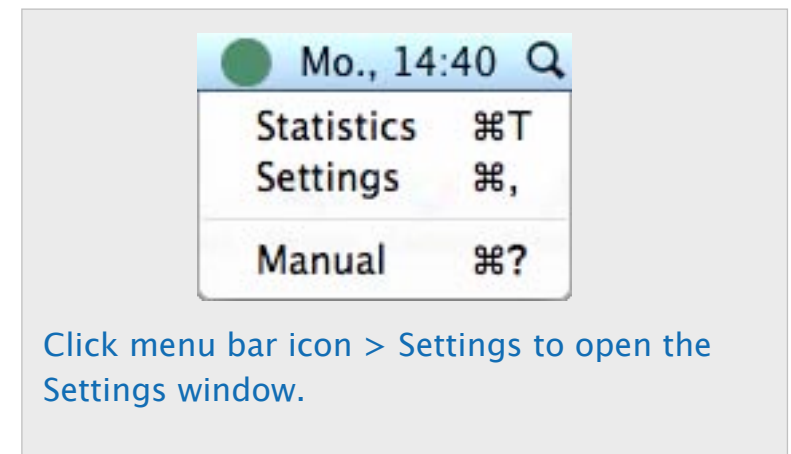 Mo., 14:40
Statistics ⌘T
Settings ⌘,
Manual ⌘?
Click menu bar icon > Settings to open the
Settings window.